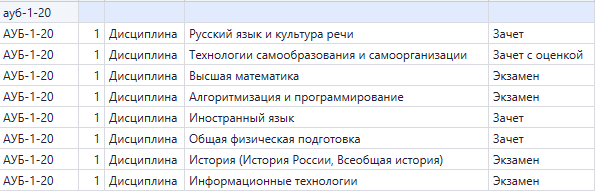 ауб-1-20
АУБ-1-20 1 Дисциплина Русский язык и культура речи Зачет
АУБ-1-20 1 Дисциплина Технологии самообразования и самоорганизации Зачет с оценкой
АУБ-1-20 1 Дисциплина Высшая математика Экзамен
АУБ-1-20 1 Дисциплина Алгоритмизация и программирование Экзамен
АУБ-1-20 1 Дисциплина Иностранный язык Зачет
АУБ-1-20 1 Дисциплина Общая физическая подготовка Зачет
АУБ-1-20 1 Дисциплина История (История России, Всеобщая история) Экзамен
АУБ-1-20 1 Дисциплина Информационные технологии Экзамен